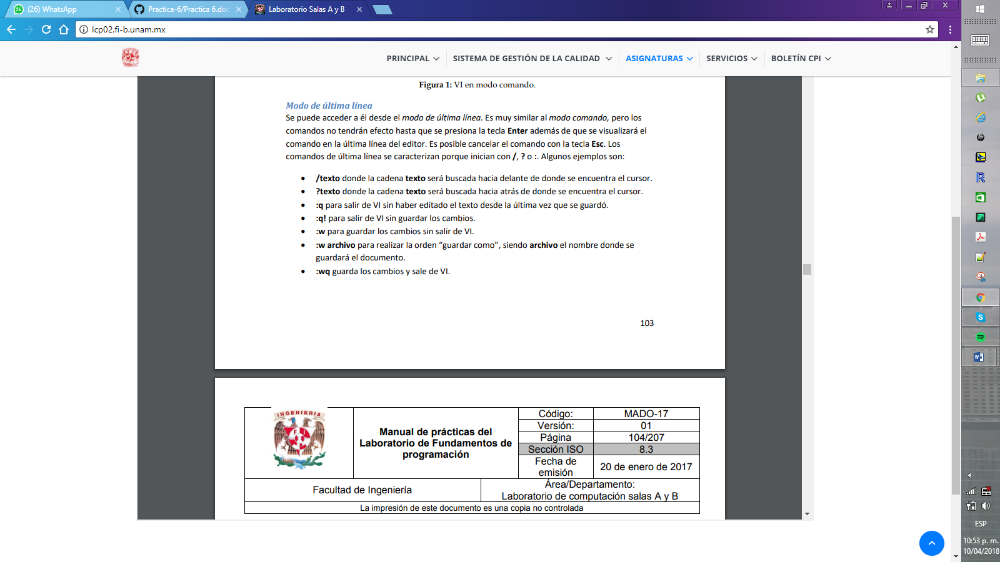 (26) WhatsApp
Practica-6/Practica 6.doc
Laboratorio Salas A y B
lcp02.fi-b.unam.mx
PRINCIPAL
SISTEMA DE GESTIÓN DE LA CALIDAD
ASIGNATURAS
SERVICIOS
BOLETÍN CPI
Figura 1: VI en modo comando.
Modo de última línea
Se puede acceder a él desde el modo de última línea. Es muy similar al modo comando, pero los
comandos no tendrán efecto hasta que se presiona la tecla Enter además de que se visualizará el
comando en la última línea del editor. Es posible cancelar el comando con la tecla Esc. Los
comandos de última línea se caracterizan porque inician con /, ? o :. Algunos ejemplos son:
• /texto donde la cadena texto será buscada hacia delante de donde se encuentra el cursor.
• ?texto donde la cadena texto será buscada hacia atrás de donde se encuentra el cursor.
• :q para salir de VI sin haber editado el texto desde la última vez que se guardó.
• :q! para salir de VI sin guardar los cambios.
• :w para guardar los cambios sin salir de VI.
• :w archivo para realizar la orden “guardar como”, siendo archivo el nombre donde se
guardará el documento.
• :wq guarda los cambios y sale de VI.
103
INGENIERIA
F I
Manual de prácticas del
Laboratorio de Fundamentos de
programación
Código: MADO-17
Versión: 01
Página 104/207
Sección ISO 8.3
Fecha de
emisión
20 de enero de 2017
Facultad de Ingeniería
Área/Departamento:
Laboratorio de computación salas A y B
La impresión de este documento es una copia no controlada
ESP
10:53 p. m.
10/04/2018